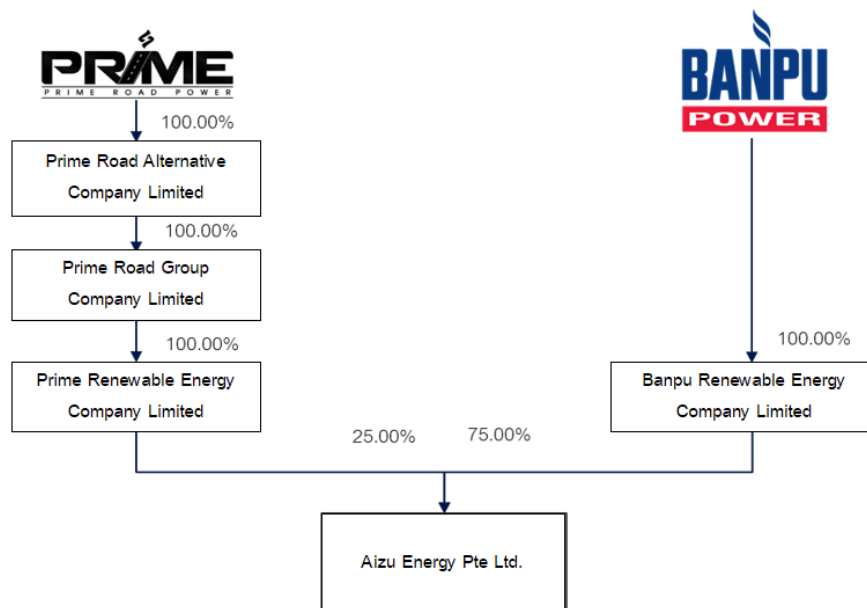 PRIME
PRIME ROAD POWER
BANPU
POWER
100.00%
Prime Road Alternative
Company Limited
100.00%
Prime Road Group
Company Limited
100.00%
100.00%
Prime Renewable Energy
Company Limited
Banpu Renewable Energy
Company Limited
25.00%
75.00%
Aizu Energy Pte Ltd.